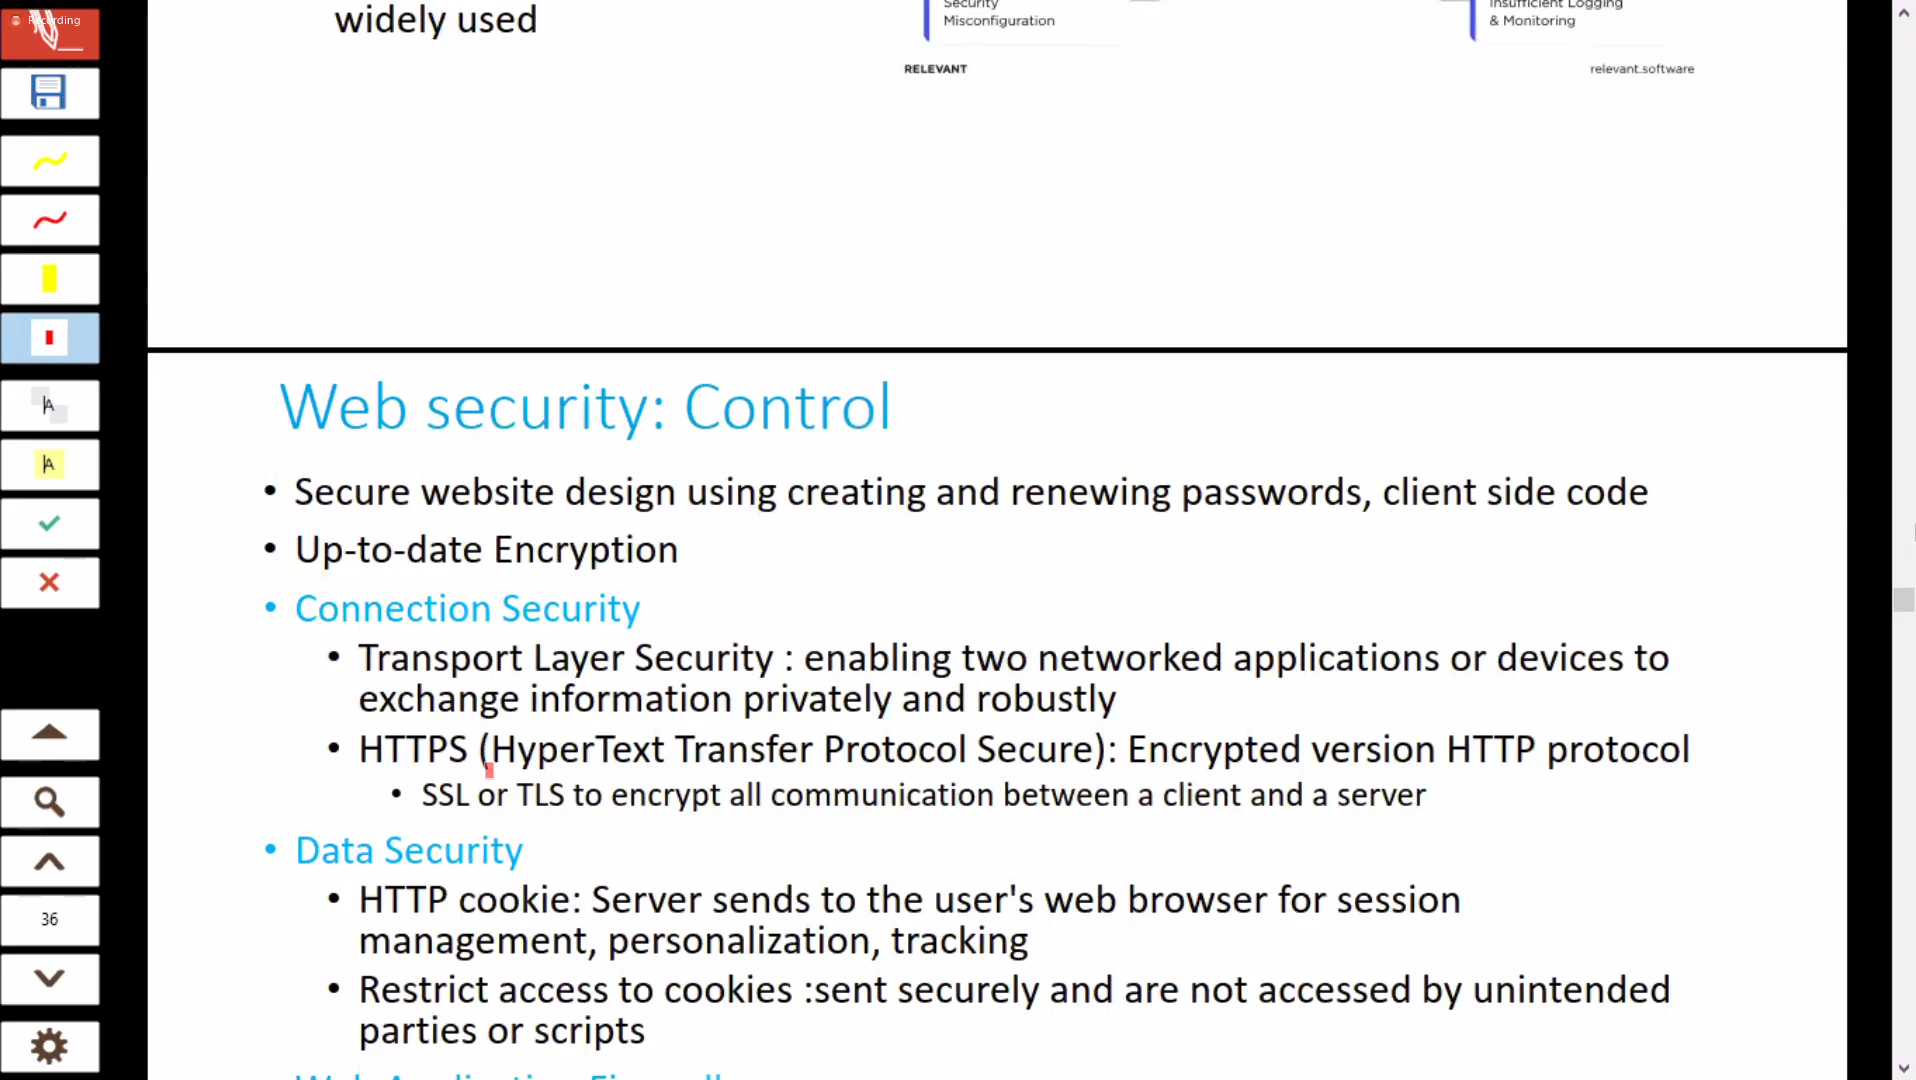 Recording
widely used
Security
Misconfiguration
Insufficient Logging
& Monitoring
RELEVANT
relevant.software
Web security: Control
• Secure website design using creating and renewing passwords, client side code
• Up-to-date Encryption
• Connection Security
• Transport Layer Security : enabling two networked applications or devices to
exchange information privately and robustly
• HTTPS (HyperText Transfer Protocol Secure): Encrypted version HTTP protocol
• SSL or TLS to encrypt all communication between a client and a server
• Data Security
• HTTP cookie: Server sends to the user's web browser for session
management, personalization, tracking
• Restrict access to cookies :sent securely and are not accessed by unintended
parties or scripts
Web Application Firewall
A
A
36